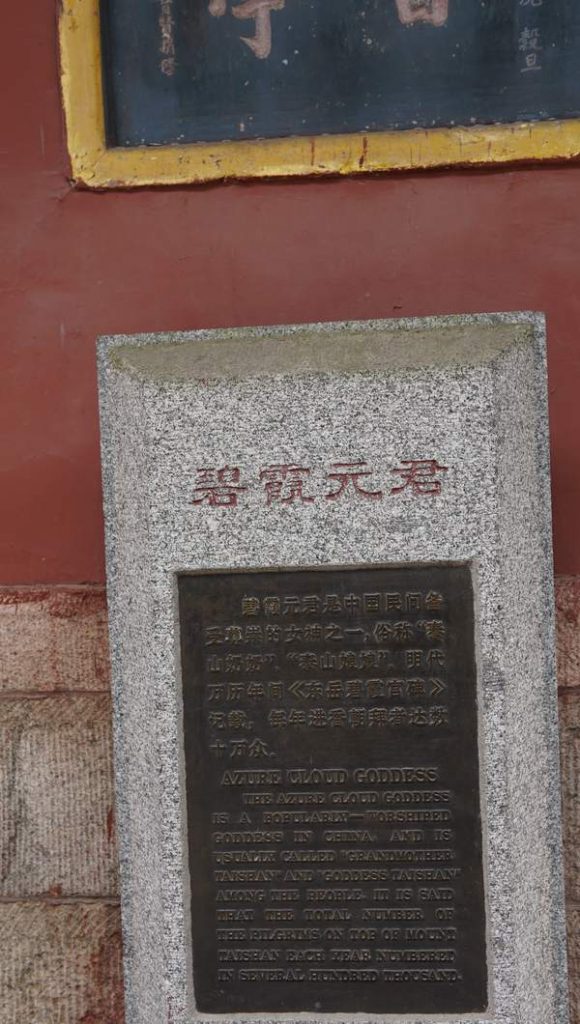 穀旦
碧霞元君
碧霞元君是中国民间备
受尊崇的女神之一，俗称“泰
山奶奶”、“泰山娘娘”。明代
万历年间《东岳碧霞宫碑》
记载，每年进香朝拜者达数
十万众。
AZURE CLOUD GODDESS
THE AZURE CLOUD GODDESS
IS A POPULARLY—WORSHIPED
GODDESS IN CHINA, AND IS
USUALLY CALLED "GRANDMOTHER
TAISHAN" AND "GODDESS TAISHAN"
AMONG THE PEOPLE. IT IS SAID
THAT THE TOTAL NUMBER OF
THE PILGRIMS ON TOP OF MOUNT
TAISHAN EACH YEAR NUMBERED
IN SEVERAL HUNDRED THOUSAND.